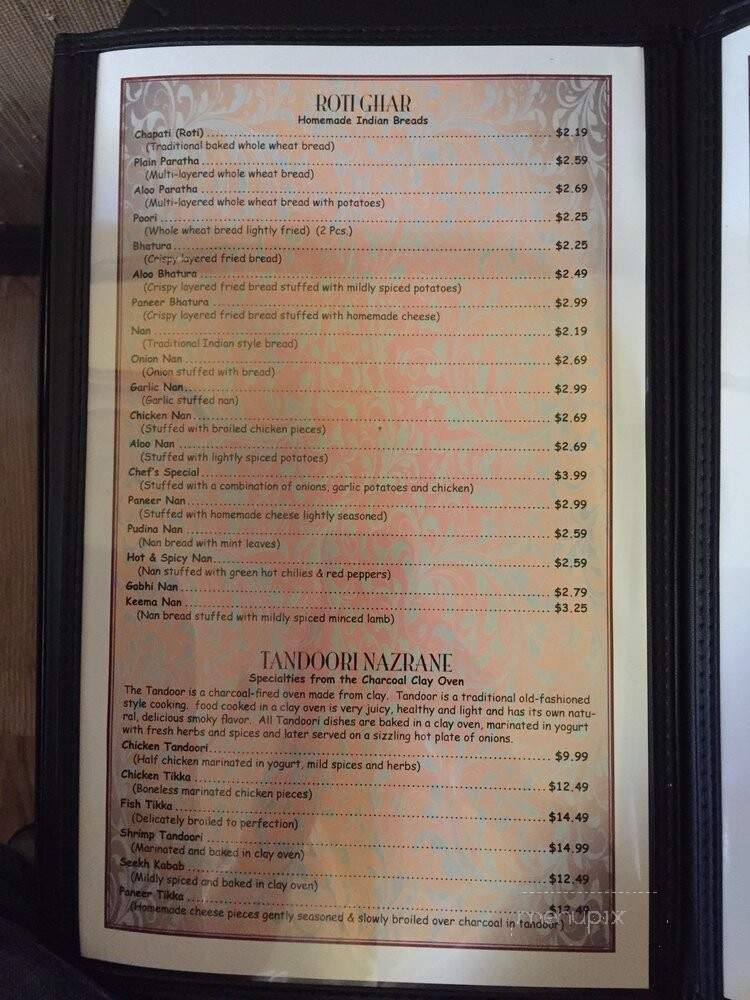 ROTI GHAR
Homemade Indian Breads
Chapati (Roti) $2.19
(Traditional baked whole wheat bread)
Plain Paratha $2.59
(Multi-layered whole wheat bread)
Aloo Paratha $2.69
(Multi-layered whole wheat bread with potatoes)
Poori $2.25
(Whole wheat bread lightly fried) (2 Pcs.)
Bhatura $2.25
(Crispy layered fried bread)
Aloo Bhatura $2.49
(Crispy layered fried bread stuffed with mildly spiced potatoes)
Paneer Bhatura $2.99
(Crispy layered fried bread stuffed with homemade cheese)
Nan $2.19
(Traditional Indian style bread)
Onion Nan $2.69
(Onion stuffed with bread)
Garlic Nan $2.99
(Garlic stuffed nan)
Chicken Nan $2.69
(Stuffed with broiled chicken pieces)
Aloo Nan $2.69
(Stuffed with lightly spiced potatoes)
Chef's Special $3.99
(Stuffed with a combination of onions, garlic potatoes and chicken)
Paneer Nan $2.99
(Stuffed with homemade cheese lightly seasoned)
Pudina Nan $2.59
(Nan bread with mint leaves)
Hot & Spicy Nan $2.59
(Nan stuffed with green hot chilies & red peppers)
Gobhi Nan $2.79
Keema Nan $3.25
(Nan bread stuffed with mildly spiced minced lamb)
TANDOORI NAZRANE
Specialties from the Charcoal Clay Oven
The Tandoor is a charcoal-fired oven made from clay. Tandoor is a traditional old-fashioned
style cooking. food cooked in a clay oven is very juicy, healthy and light and has its own natu-
ral, delicious smoky flavor. All Tandoori dishes are baked in a clay oven, marinated in yogurt
with fresh herbs and spices and later served on a sizzling hot plate of onions.
Chicken Tandoori $9.99
(Half chicken marinated in yogurt, mild spices and herbs)
Chicken Tikka $12.49
(Boneless marinated chicken pieces)
Fish Tikka $14.49
(Delicately broiled to perfection)
Shrimp Tandoori $14.99
(Marinated and baked in clay oven)
Seekh Kabab $12.49
(Mildly spiced and baked in clay oven)
Paneer Tikka $12.49
(Homemade cheese pieces gently seasoned & slowly broiled over charcoal in tandoor)
menupix